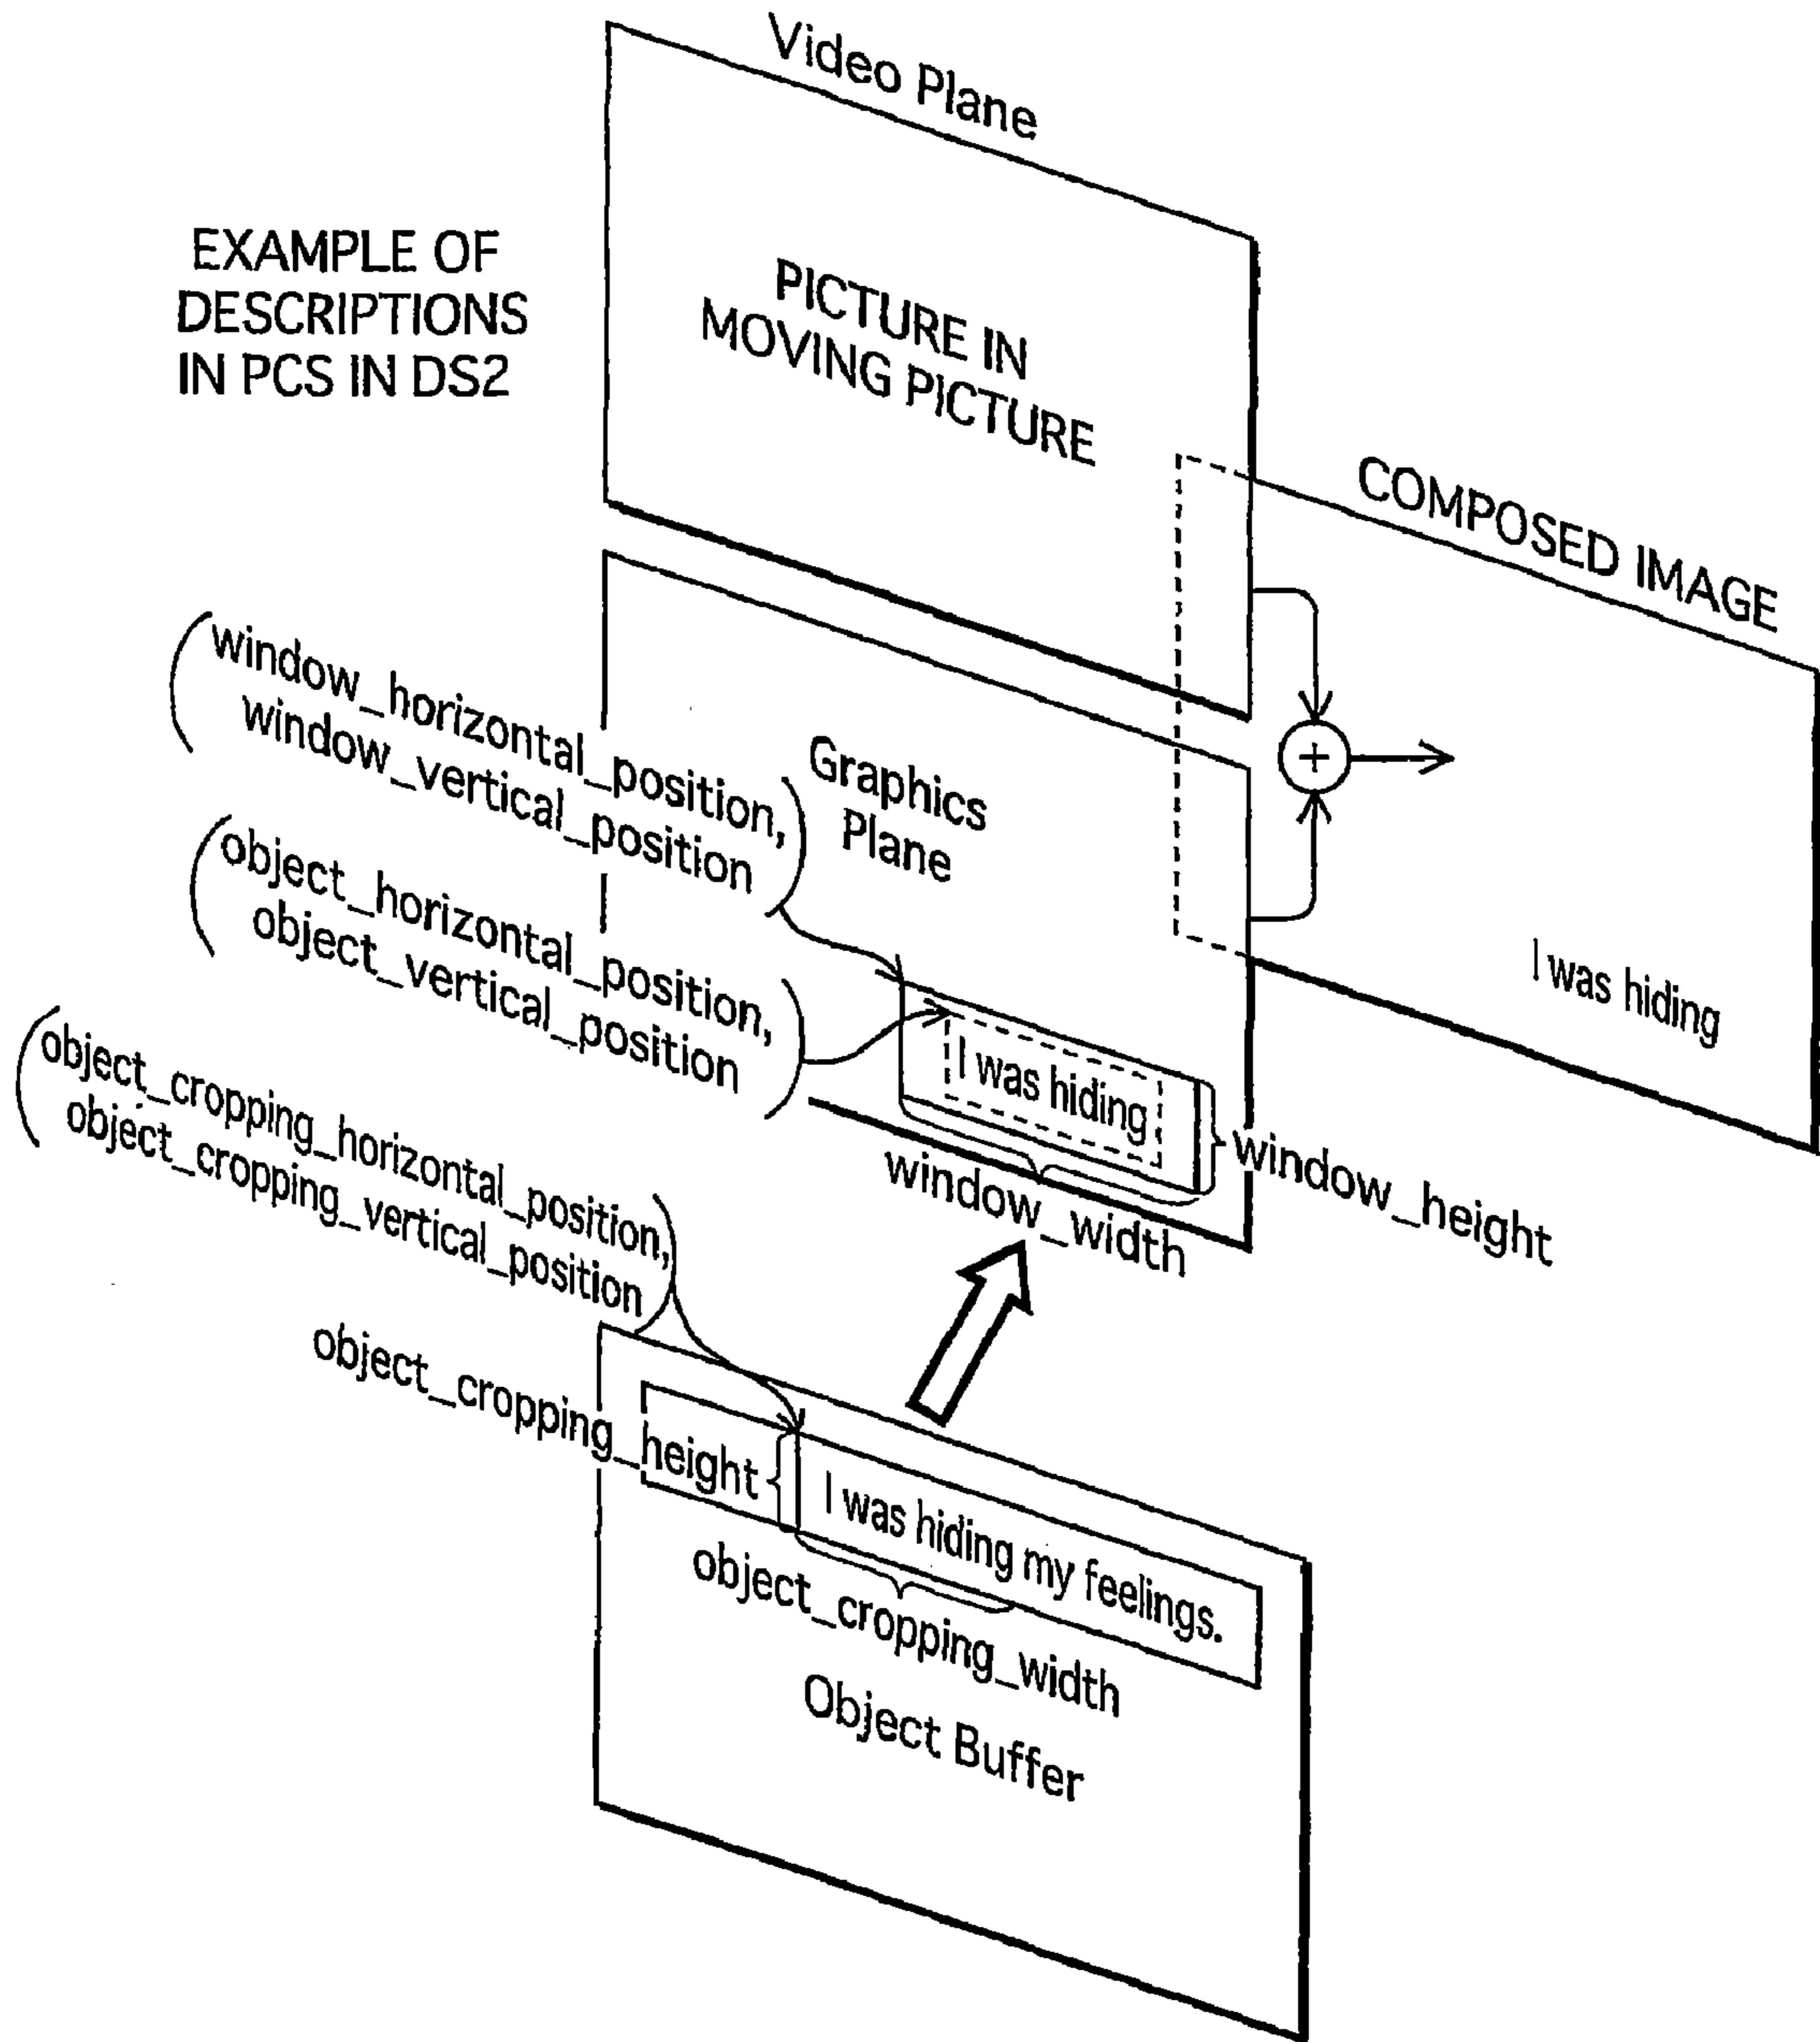 Video Plane
EXAMPLE OF
DESCRIPTIONS
IN PCS IN DS2
PICTURE IN
MOVING PICTURE
COMPOSED IMAGE
(window_horizontal_position,
window_vertical_position)
Graphics
Plane
(object_horizontal_position,
object_vertical_position)
I was hiding
I was hiding
window_height
window_width
(object_cropping_horizontal_position,
object_cropping_vertical_position)
object_cropping_height
I was hiding my feelings.
object_cropping_width
Object Buffer